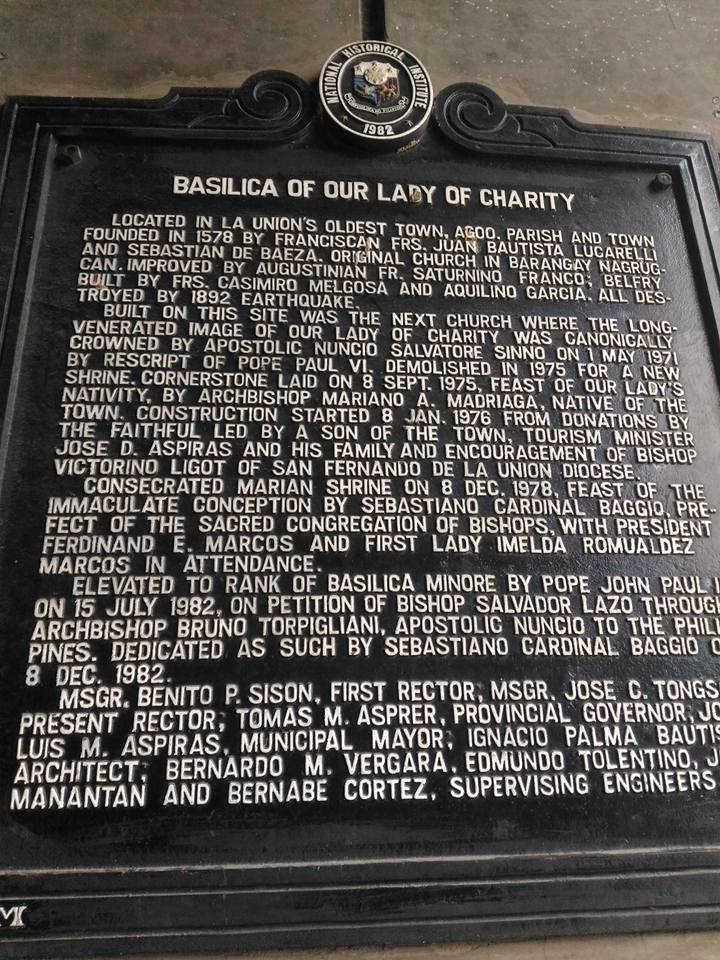 NATIONAL HISTORICAL INSTITUTE
1982
BASILICA OF OUR LADY OF CHARITY
LOCATED IN LA UNION'S OLDEST TOWN, AGOO. PARISH AND TOWN
FOUNDED IN 1578 BY FRANCISCAN FRS. JUAN BAUTISTA LUCARELLI
AND SEBASTIAN DE BAEZA. ORIGINAL CHURCH IN BARANGAY NAGRUG-
CAN. IMPROVED BY AUGUSTINIAN FR. SATURNINO FRANCO; BELFRY
BUILT BY FRS. CASIMIRO MELGOSA AND AQUILINO GARCIA. ALL DES-
TROYED BY 1892 EARTHQUAKE.
BUILT ON THIS SITE WAS THE NEXT CHURCH WHERE THE LONG-
VENERATED IMAGE OF OUR LADY OF CHARITY WAS CANONICALLY
CROWNED BY APOSTOLIC NUNCIO SALVATORE SINNO ON 1 MAY 1971
BY RESCRIPT OF POPE PAUL VI. DEMOLISHED IN 1975 FOR A NEW
SHRINE. CORNERSTONE LAID ON 8 SEPT. 1975, FEAST OF OUR LADY'S
NATIVITY, BY ARCHBISHOP MARIANO A. MADRIAGA, NATIVE OF THE
TOWN. CONSTRUCTION STARTED 8 JAN. 1976 FROM DONATIONS BY
THE FAITHFUL LED BY A SON OF THE TOWN, TOURISM MINISTER
JOSE D. ASPIRAS AND HIS FAMILY AND ENCOURAGEMENT OF BISHOP
VICTORINO LIGOT OF SAN FERNANDO DE LA UNION DIOCESE.
CONSECRATED MARIAN SHRINE ON 8 DEC. 1978, FEAST OF THE
IMMACULATE CONCEPTION BY SEBASTIANO CARDINAL BAGGIO, PRE-
FECT OF THE SACRED CONGREGATION OF BISHOPS, WITH PRESIDENT
FERDINAND E. MARCOS AND FIRST LADY IMELDA ROMUALDEZ
MARCOS IN ATTENDANCE.
ELEVATED TO RANK OF BASILICA MINORE BY POPE JOHN PAUL
ON 15 JULY 1982, ON PETITION OF BISHOP SALVADOR LAZO THROUG
ARCHBISHOP BRUNO TORPIGLIANI, APOSTOLIC NUNCIO TO THE PHIL
PINES. DEDICATED AS SUCH BY SEBASTIANO CARDINAL BAGGIO
8 DEC. 1982.
MSGR. BENITO P. SISON, FIRST RECTOR; MSGR. JOSE C. TONGS
PRESENT RECTOR; TOMAS M. ASPRER, PROVINCIAL GOVERNOR; JO
LUIS M. ASPIRAS, MUNICIPAL MAYOR; IGNACIO PALMA BAUTIS
ARCHITECT; BERNARDO M. VERGARA, EDMUNDO TOLENTINO, J
MANANTAN AND BERNABE CORTEZ, SUPERVISING ENGINEERS